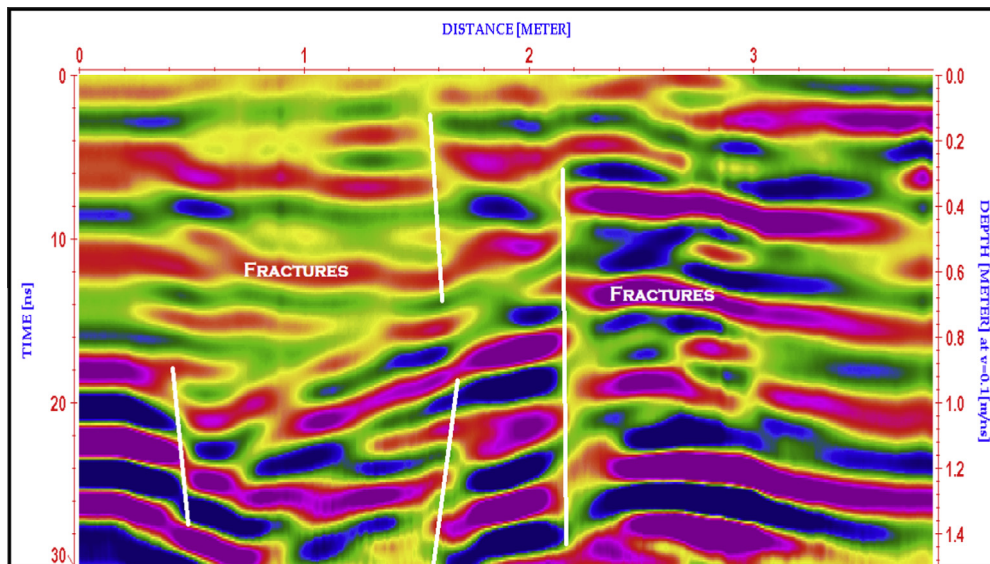 DISTANCE [METER]
0 1 2 3
0
10
20
30
TIME [ns]
FRACTURES
FRACTURES
0.0
0.2
0.4
0.6
0.8
1.0
1.2
1.4
DEPTH [METER] at v=0.1[m/ns]